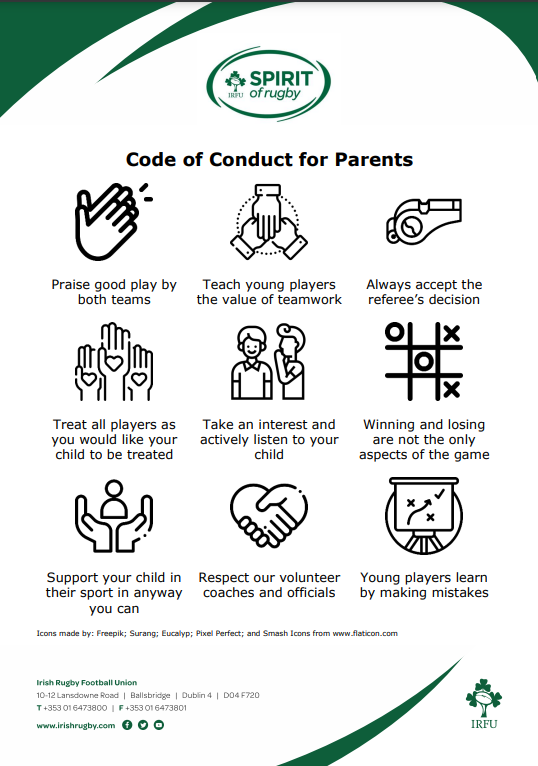 SPIRIT
of rugby
IRFU
Code of Conduct for Parents
Praise good play by
both teams
Teach young players
the value of teamwork
Always accept the
referee’s decision
Treat all players as
you would like your
child to be treated
Take an interest and
actively listen to your
child
Winning and losing
are not the only
aspects of the game
Support your child in
their sport in anyway
you can
Respect our volunteer
coaches and officials
Young players learn
by making mistakes
Icons made by: Freepik; Surang; Eucalyp; Pixel Perfect; and Smash Icons from www.flaticon.com
Irish Rugby Football Union
10-12 Lansdowne Road | Ballsbridge | Dublin 4 | D04 F720
T +353 01 6473800 | F +353 01 6473801
www.irishrugby.com
IRFU